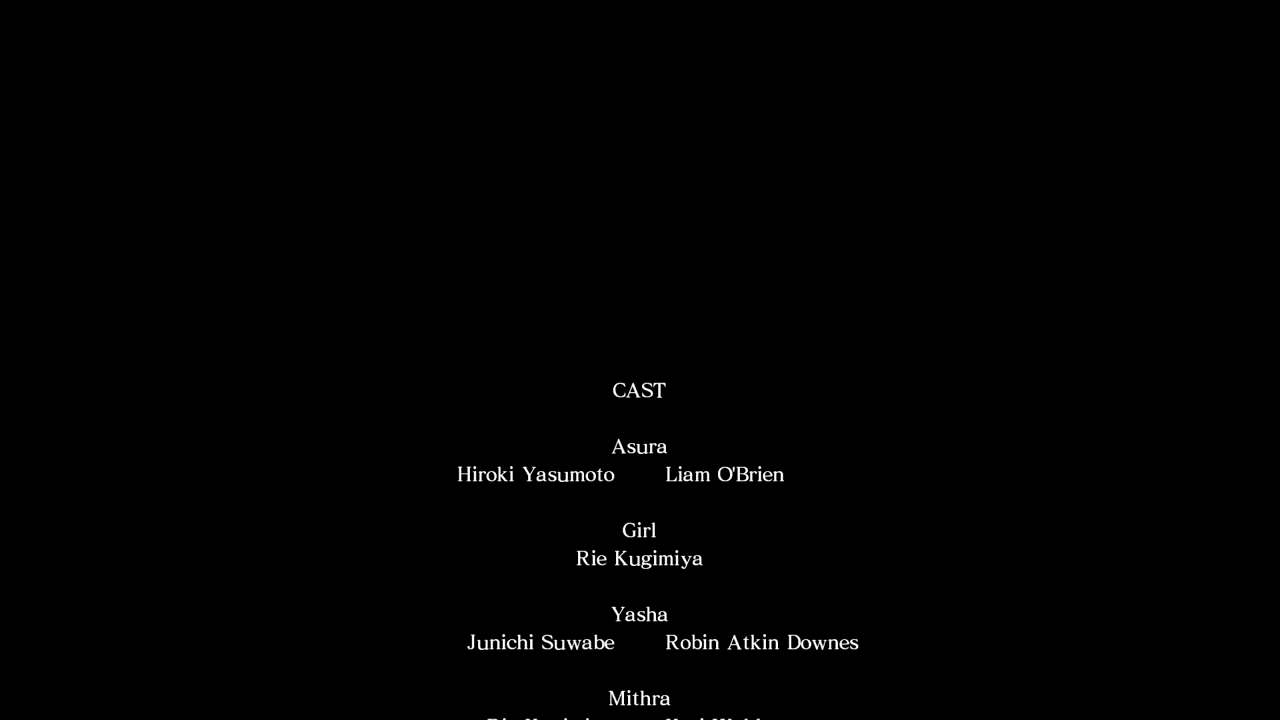 CAST
Asura
Hiroki Yasumoto Liam O'Brien
Girl
Rie Kugimiya
Yasha
Junichi Suwabe Robin Atkin Downes
Mithra